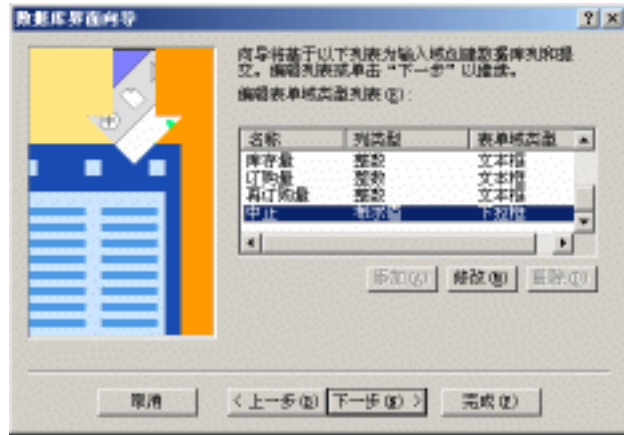 数据库界面向导
向导将基于以下列表为输入域创建数据库列和提
交。编辑列表或单击“下一步”以继续。
编辑表单域类型列表(E):
名称 列类型 表单域类型
库存量 整数 文本框
订购量 整数 文本框
再订购量 整数 文本框
中止 布尔值 下拉框
添加(A) 修改(M) 删除(D)
取消 < 上一步(B) 下一步(N) > 完成(F)